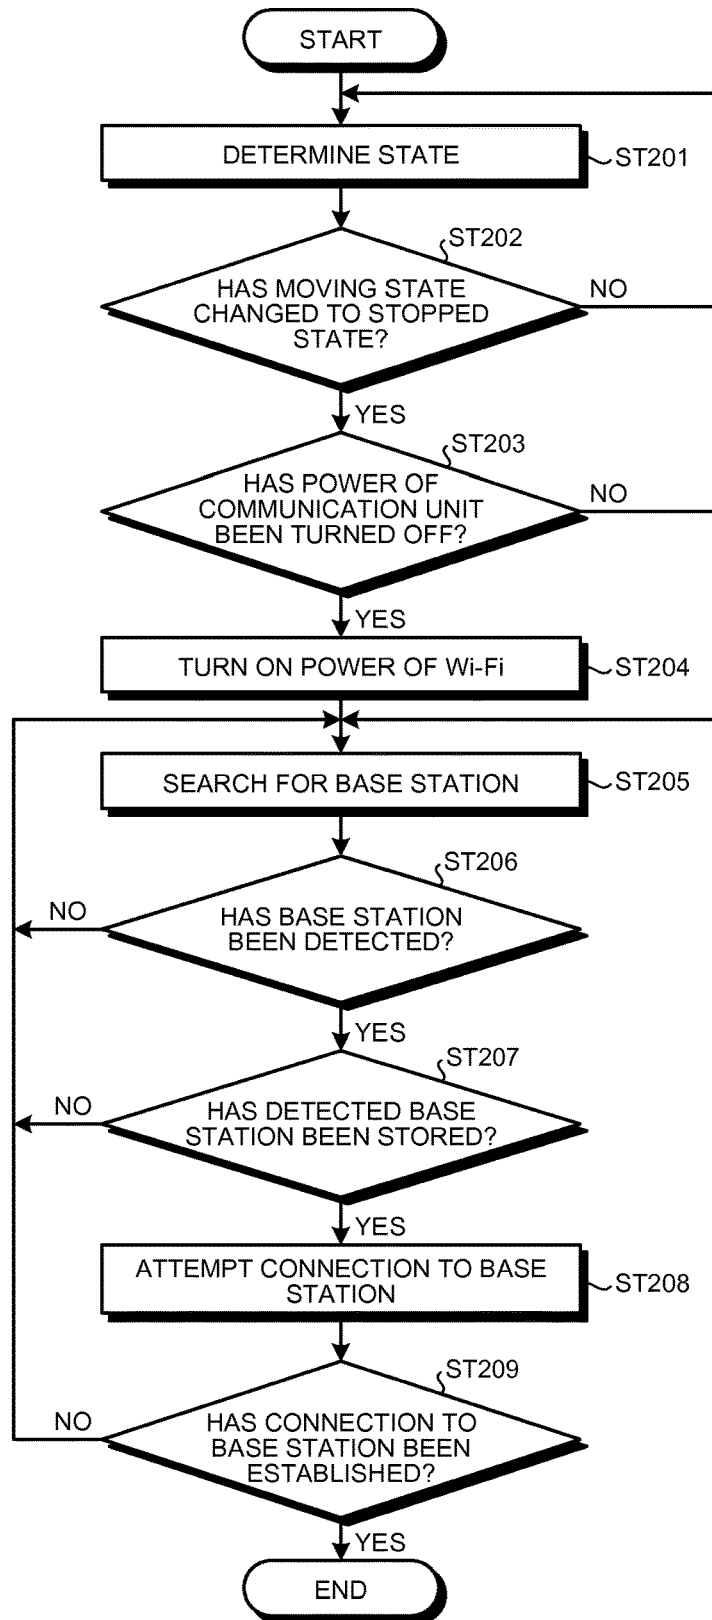 START
DETERMINE STATE
ST201
ST202
HAS MOVING STATE
CHANGED TO STOPPED
STATE?
NO
YES
ST203
HAS POWER OF
COMMUNICATION UNIT
BEEN TURNED OFF?
NO
YES
TURN ON POWER OF Wi-Fi
ST204
SEARCH FOR BASE STATION
ST205
ST206
HAS BASE STATION
BEEN DETECTED?
NO
YES
ST207
HAS DETECTED BASE
STATION BEEN STORED?
NO
YES
ATTEMPT CONNECTION TO BASE
STATION
ST208
ST209
HAS CONNECTION TO
BASE STATION BEEN
ESTABLISHED?
NO
YES
END